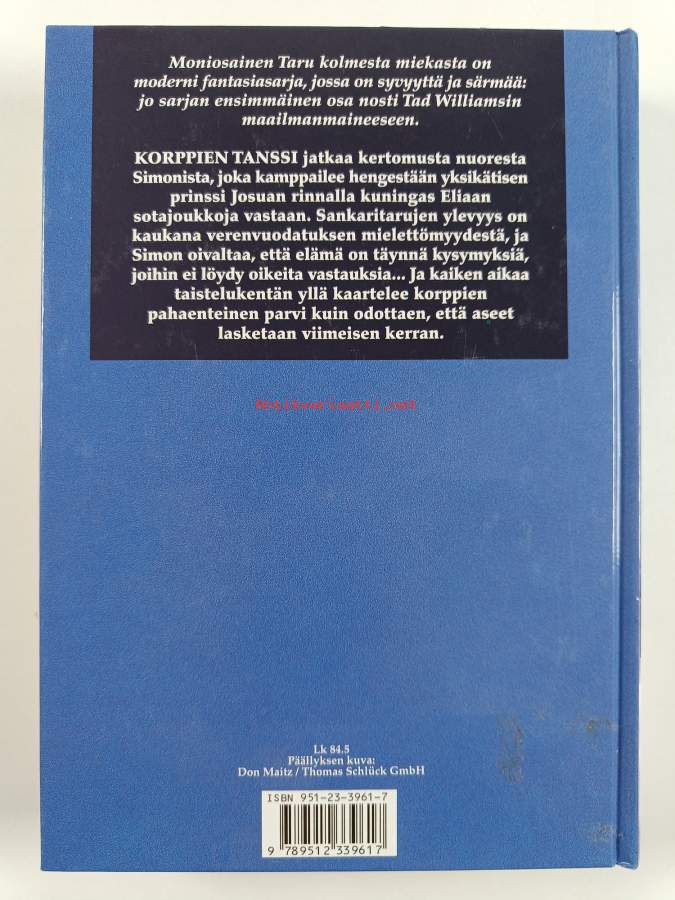 Moniosainen Taru kolmesta miekasta on
moderni fantasiasarja, jossa on syvyyttä ja särmää:
jo sarjan ensimmäinen osa nosti Tad Williamsin
maailmanmaineeseen.
KORPPIEN TANSSI jatkaa kertomusta nuoresta
Simonista, joka kamppailee hengestään yksikätisen
prinssi Josuan rinnalla kuningas Eliaan
sotajoukkoja vastaan. Sankaritarujen ylevyys on
kaukana verenvuodatuksen mielettömyydestä, ja
Simon oivaltaa, että elämä on täynnä kysymyksiä,
joihin ei löydy oikeita vastauksia... Ja kaiken aikaa
taistelukentän yllä kaartelee korppien
pahaenteinen parvi kuin odottaen, että aseet
lasketaan viimeisen kerran.
Antikvariaatti.net
Lk 84.5
Päällyksen kuva:
Don Maitz / Thomas Schlück GmbH
ISBN 951-23-3961-7
9 789512 339617